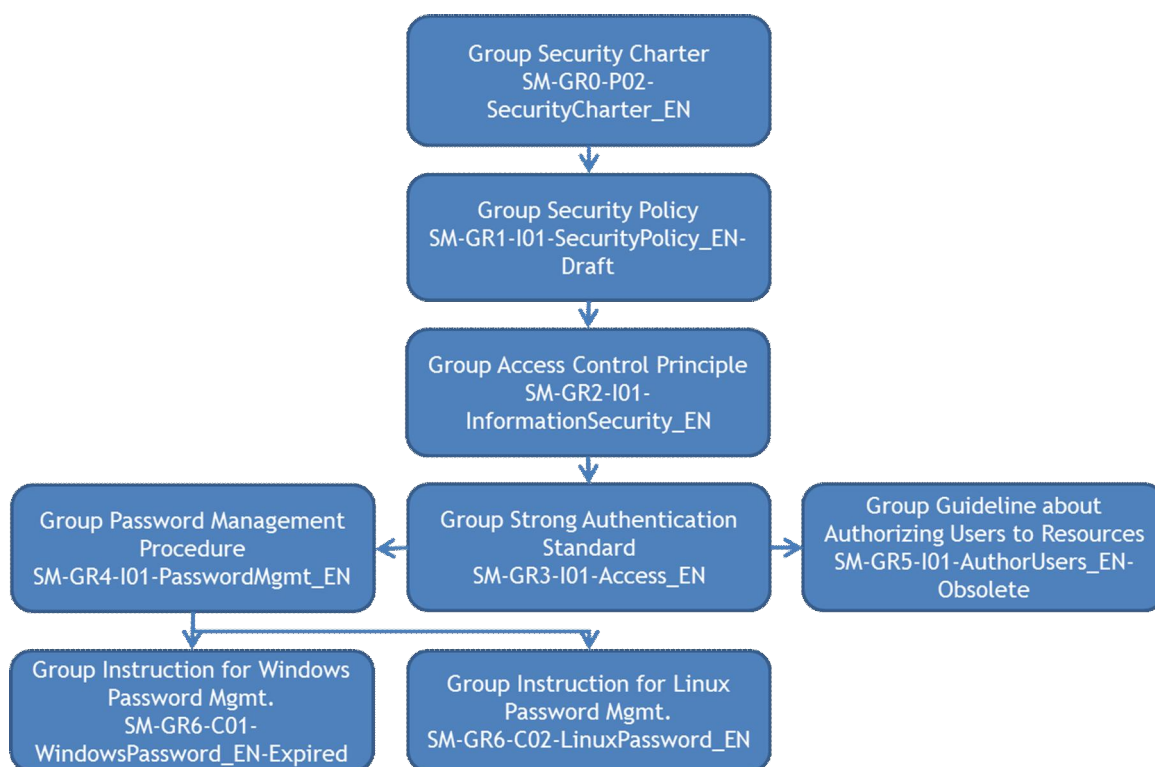 Group Security Charter
SM-GR0-P02-
SecurityCharter_EN
Group Security Policy
SM-GR1-I01-SecurityPolicy_EN-
Draft
Group Access Control Principle
SM-GR2-I01-
InformationSecurity_EN
Group Password Management
Procedure
SM-GR4-I01-PasswordMgmt_EN
Group Strong Authentication
Standard
SM-GR3-I01-Access_EN
Group Guideline about
Authorizing Users to Resources
SM-GR5-I01-AuthorUsers_EN-
Obsolete
Group Instruction for Windows
Password Mgmt.
SM-GR6-C01-
WindowsPassword_EN-Expired
Group Instruction for Linux
Password Mgmt.
SM-GR6-C02-LinuxPassword_EN